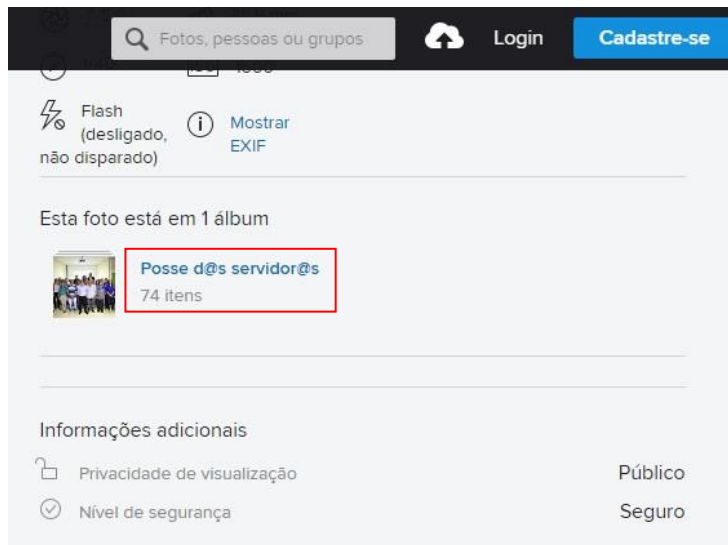 Fotos, pessoas ou grupos
Login
Cadastre-se
Flash
(desligado,
não disparado)
Mostrar
EXIF
Esta foto está em 1 álbum
Posse d@s servidor@s
74 itens
Informações adicionais
Privacidade de visualização
Público
Nível de segurança
Seguro